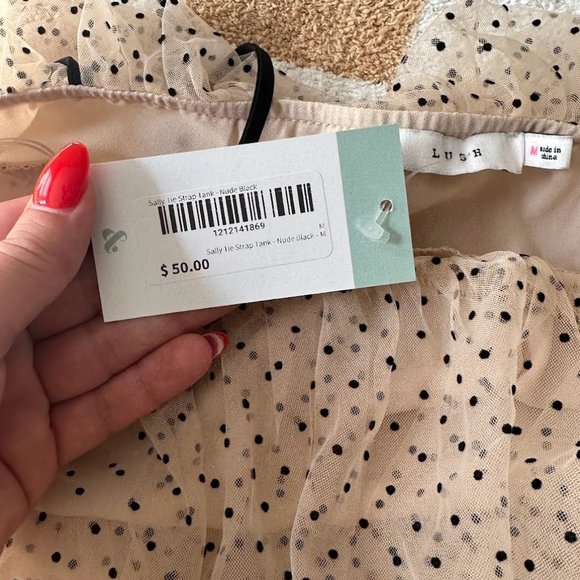 Sally Tie Strap Tank - Nude Black
1212141869
M
Sally Tie Strap Tank - Nude Black - M
$ 50.00
&
LUSH
M
Made in
China